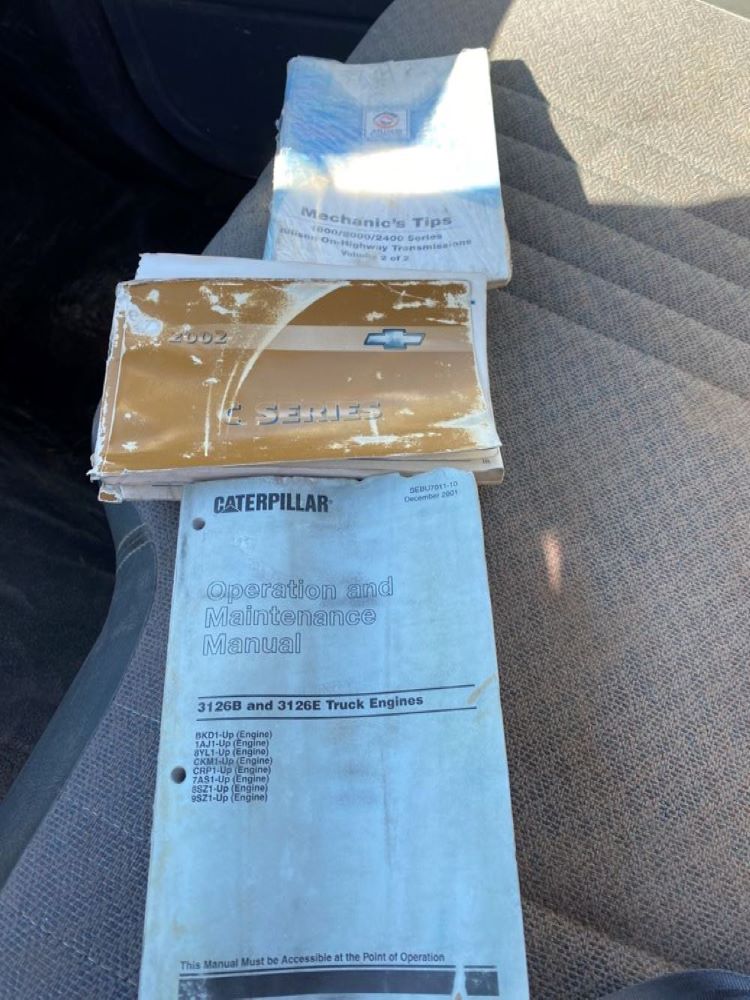 Mechanic's Tips
1000/2000/2400 Series
Allison On-Highway Transmissions
Volume 2 of 2
2002
C SERIES
CATERPILLAR®
SEBU7011-10
December 2001
Operation and
Maintenance
Manual
3126B and 3126E Truck Engines
BKD1-Up (Engine)
1AJ1-Up (Engine)
8YL1-Up (Engine)
CKM1-Up (Engine)
CRP1-Up (Engine)
7AS1-Up (Engine)
8SZ1-Up (Engine)
9SZ1-Up (Engine)
This Manual Must be Accessible at the Point of Operation